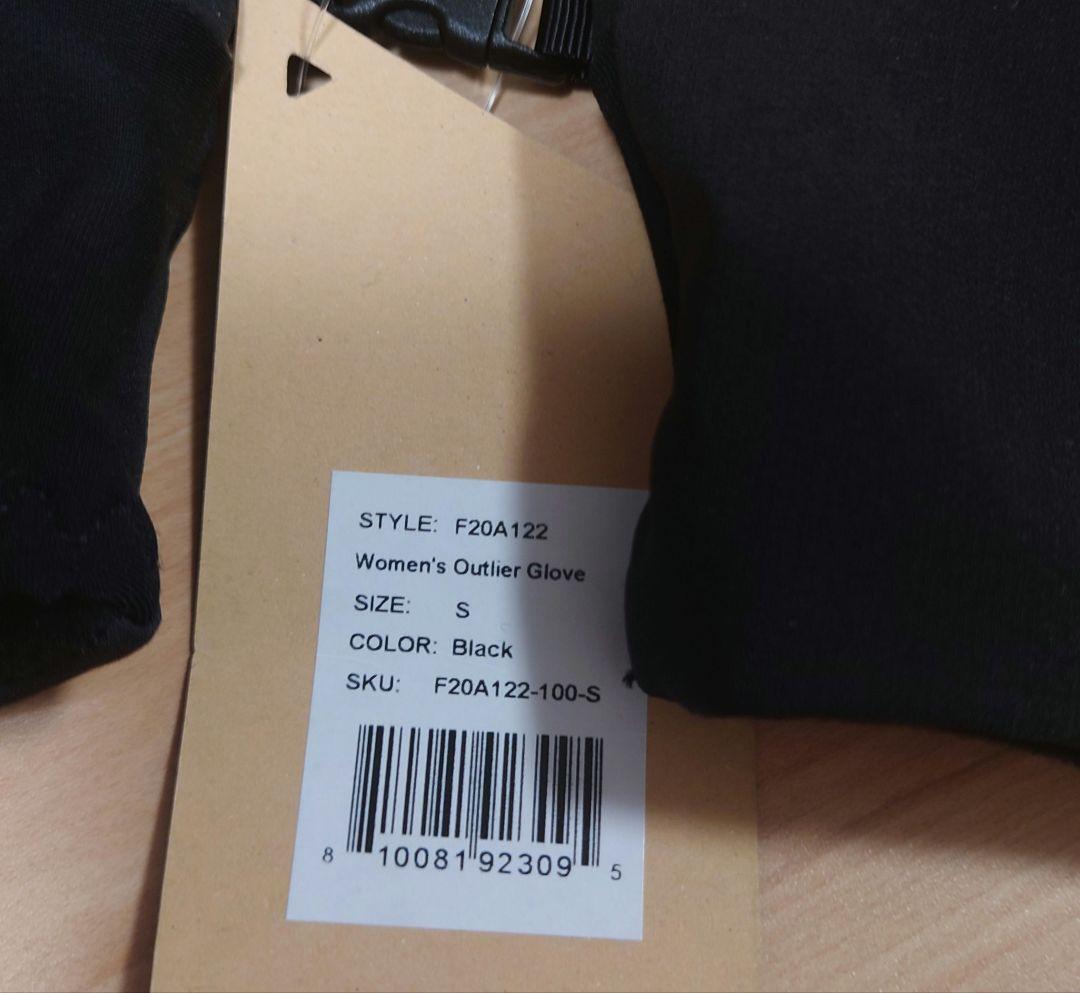 STYLE: F20A122
Women's Outlier Glove
SIZE: S
COLOR: Black
SKU: F20A122-100-S
8 10081 92309 5